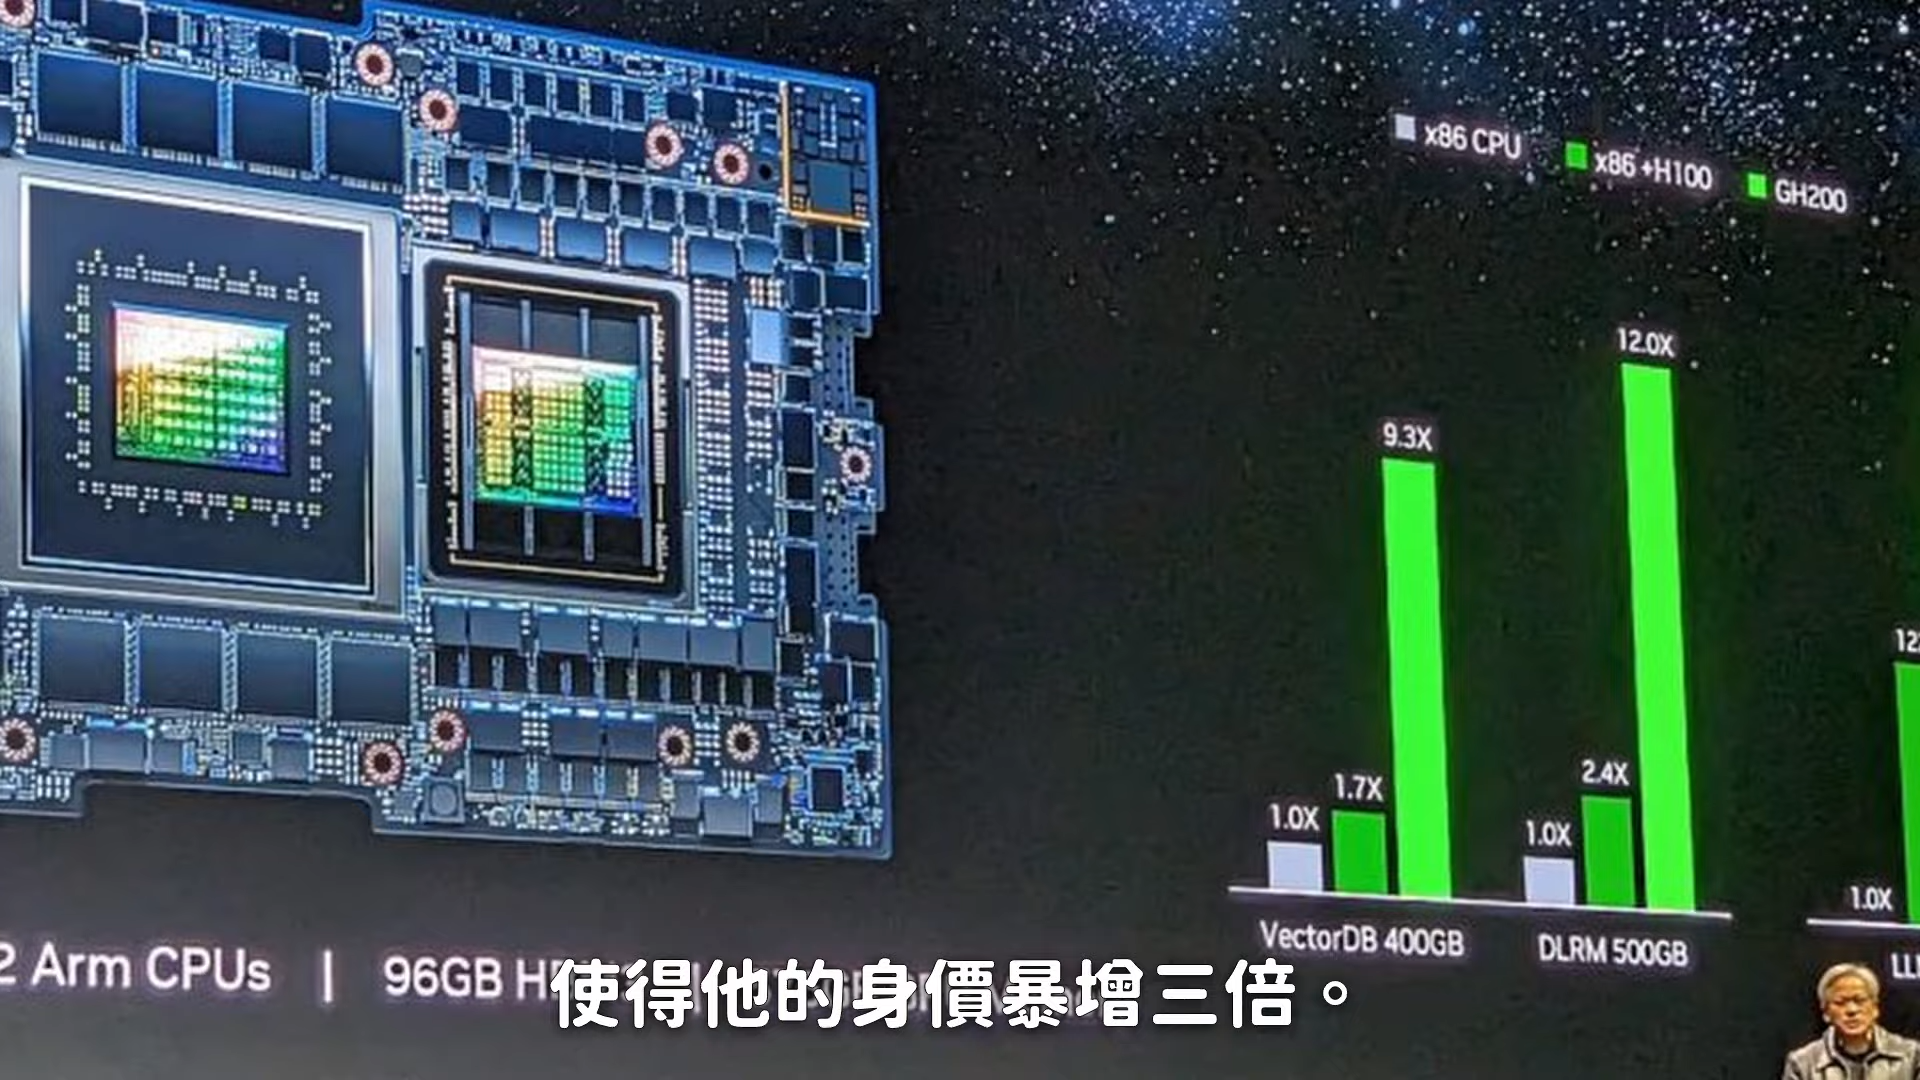 x86 CPU
x86 +H100
GH200
12.0X
9.3X
2.4X
1.7X
1.0X
1.0X
1.0X
VectorDB 400GB
DLRM 500GB
2 Arm CPUs | 96GB
使得他的身價暴增三倍。